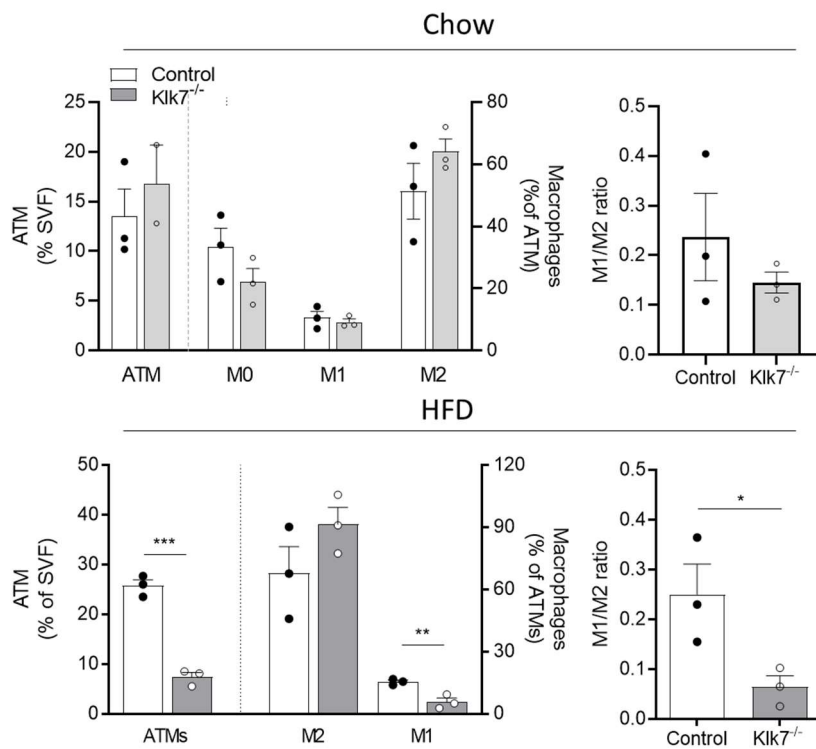 Chow
Control
Klk7-/-
25
20
15
10
5
0
ATM
(% SVF)
ATM
M0
M1
M2
80
60
40
20
0
Macrophages
(%of ATM)
0.5
0.4
0.3
0.2
0.1
0.0
M1/M2 ratio
Control
Klk7-/-
HFD
50
40
30
20
10
0
ATM
(% of SVF)
***
**
ATMs
M2
M1
120
90
60
30
0
Macrophages
(% of ATMs)
0.5
0.4
0.3
0.2
0.1
0.0
M1/M2 ratio
*
Control
Klk7-/-